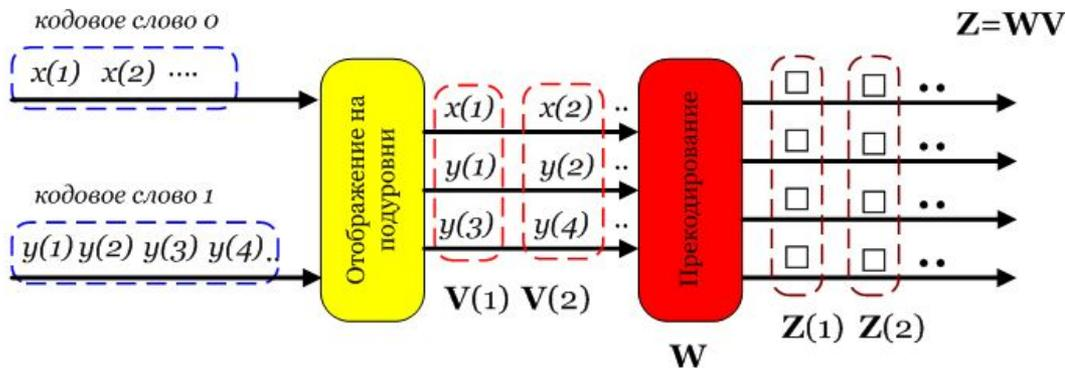 кодовое слово 0
x(1) x(2) ....
кодовое слово 1
y(1) y(2) y(3) y(4) ..
Отображение на
подуровни
x(1) x(2) ..
y(1) y(2) ..
y(3) y(4) ..
V(1) V(2)
Прекодирование
W
Z=WV
Z(1) Z(2)